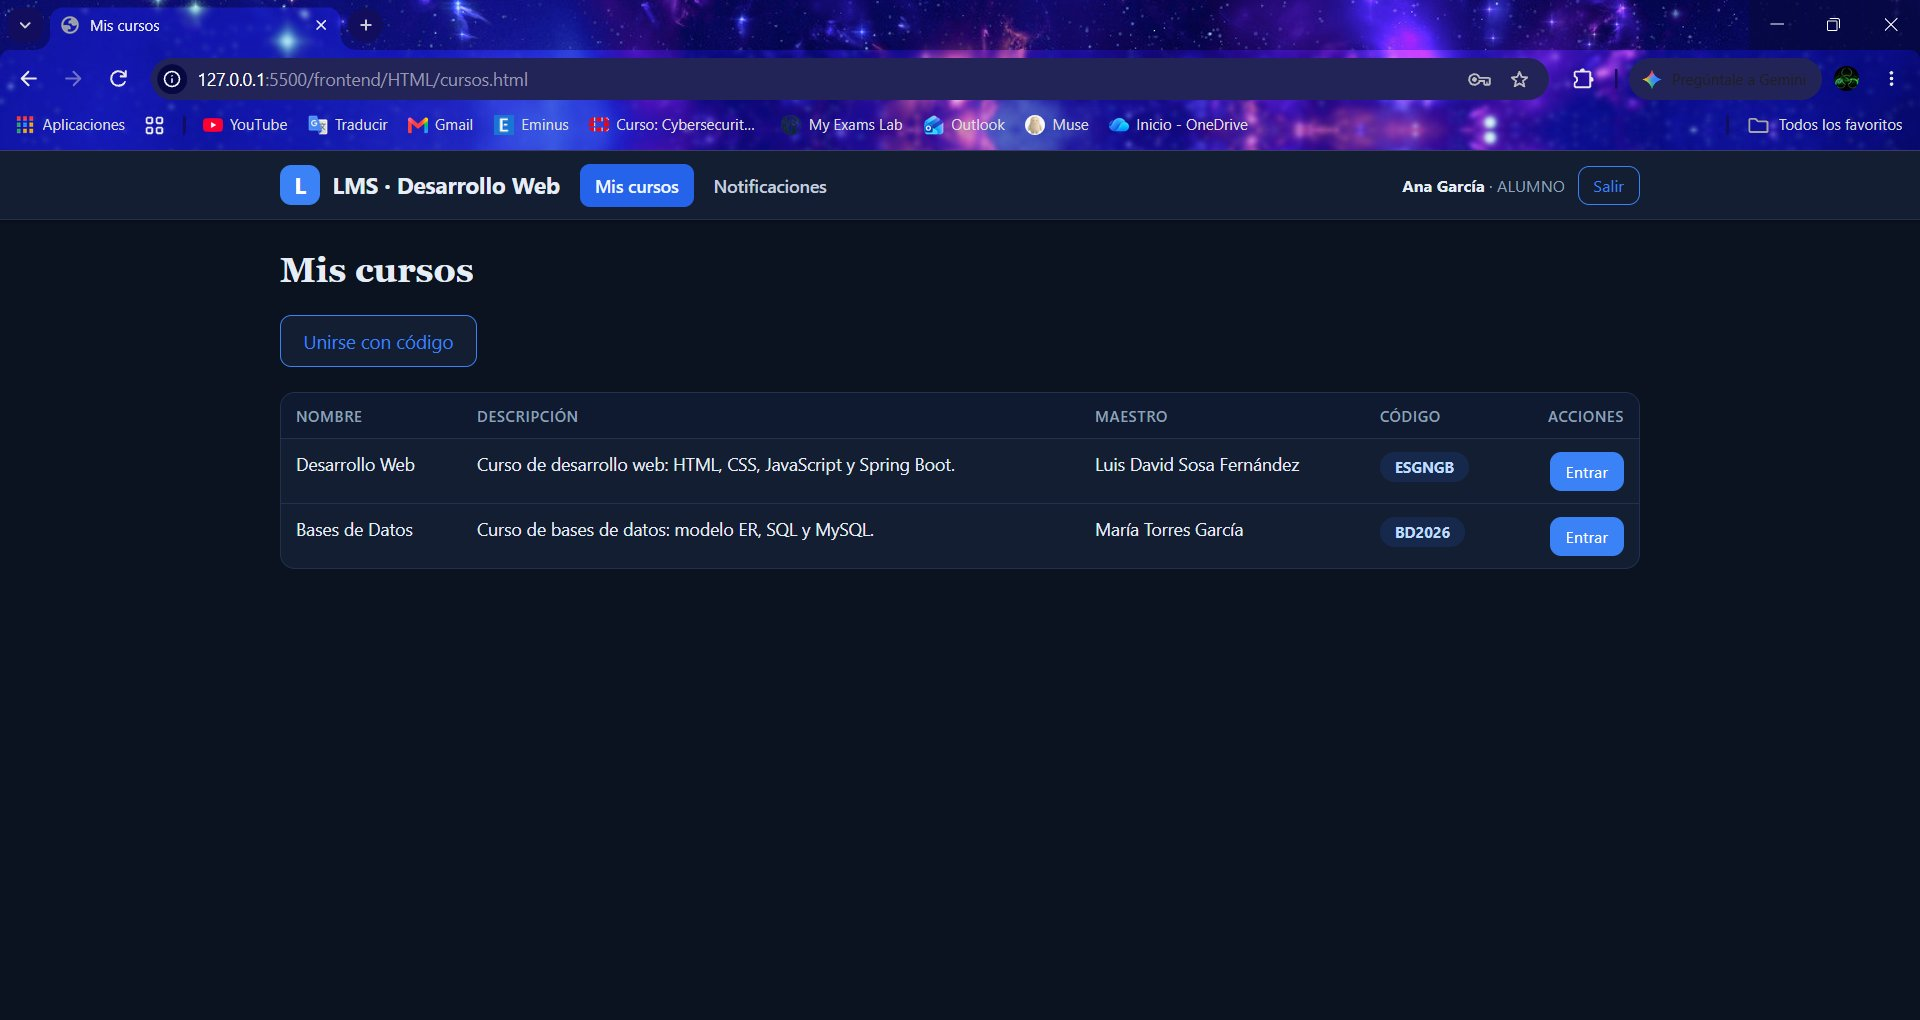 Mis cursos
127.0.0.1:5500/frontend/HTML/cursos.html
Pregúntale a Gemini
Aplicaciones YouTube Traducir Gmail Eminus Curso: Cybersecurit... My Exams Lab Outlook Muse Inicio - OneDrive Todos los favoritos
L LMS · Desarrollo Web Mis cursos Notificaciones Ana García · ALUMNO Salir
Mis cursos
Unirse con código
NOMBRE DESCRIPCIÓN MAESTRO CÓDIGO ACCIONES
Desarrollo Web Curso de desarrollo web: HTML, CSS, JavaScript y Spring Boot. Luis David Sosa Fernández ESGNGB Entrar
Bases de Datos Curso de bases de datos: modelo ER, SQL y MySQL. María Torres García BD2026 Entrar